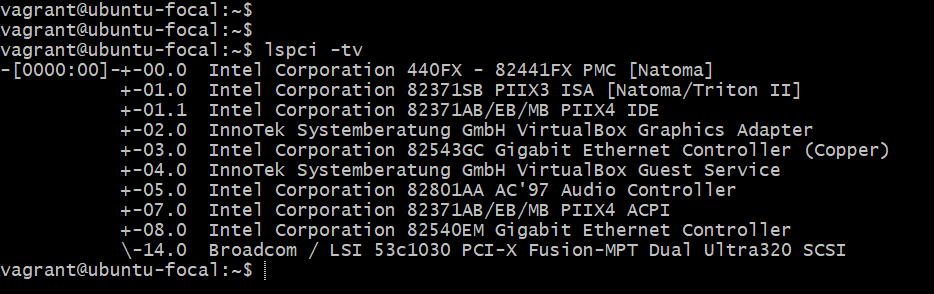 vagrant@ubuntu-focal:~$
vagrant@ubuntu-focal:~$
vagrant@ubuntu-focal:~$ lspci -tv
-[0000:00]-+-00.0  Intel Corporation 440FX - 82441FX PMC [Natoma]
           +-01.0  Intel Corporation 82371SB PIIX3 ISA [Natoma/Triton II]
           +-01.1  Intel Corporation 82371AB/EB/MB PIIX4 IDE
           +-02.0  InnoTek Systemberatung GmbH VirtualBox Graphics Adapter
           +-03.0  Intel Corporation 82543GC Gigabit Ethernet Controller (Copper)
           +-04.0  InnoTek Systemberatung GmbH VirtualBox Guest Service
           +-05.0  Intel Corporation 82801AA AC'97 Audio Controller
           +-07.0  Intel Corporation 82371AB/EB/MB PIIX4 ACPI
           +-08.0  Intel Corporation 82540EM Gigabit Ethernet Controller
           \-14.0  Broadcom / LSI 53c1030 PCI-X Fusion-MPT Dual Ultra320 SCSI
vagrant@ubuntu-focal:~$